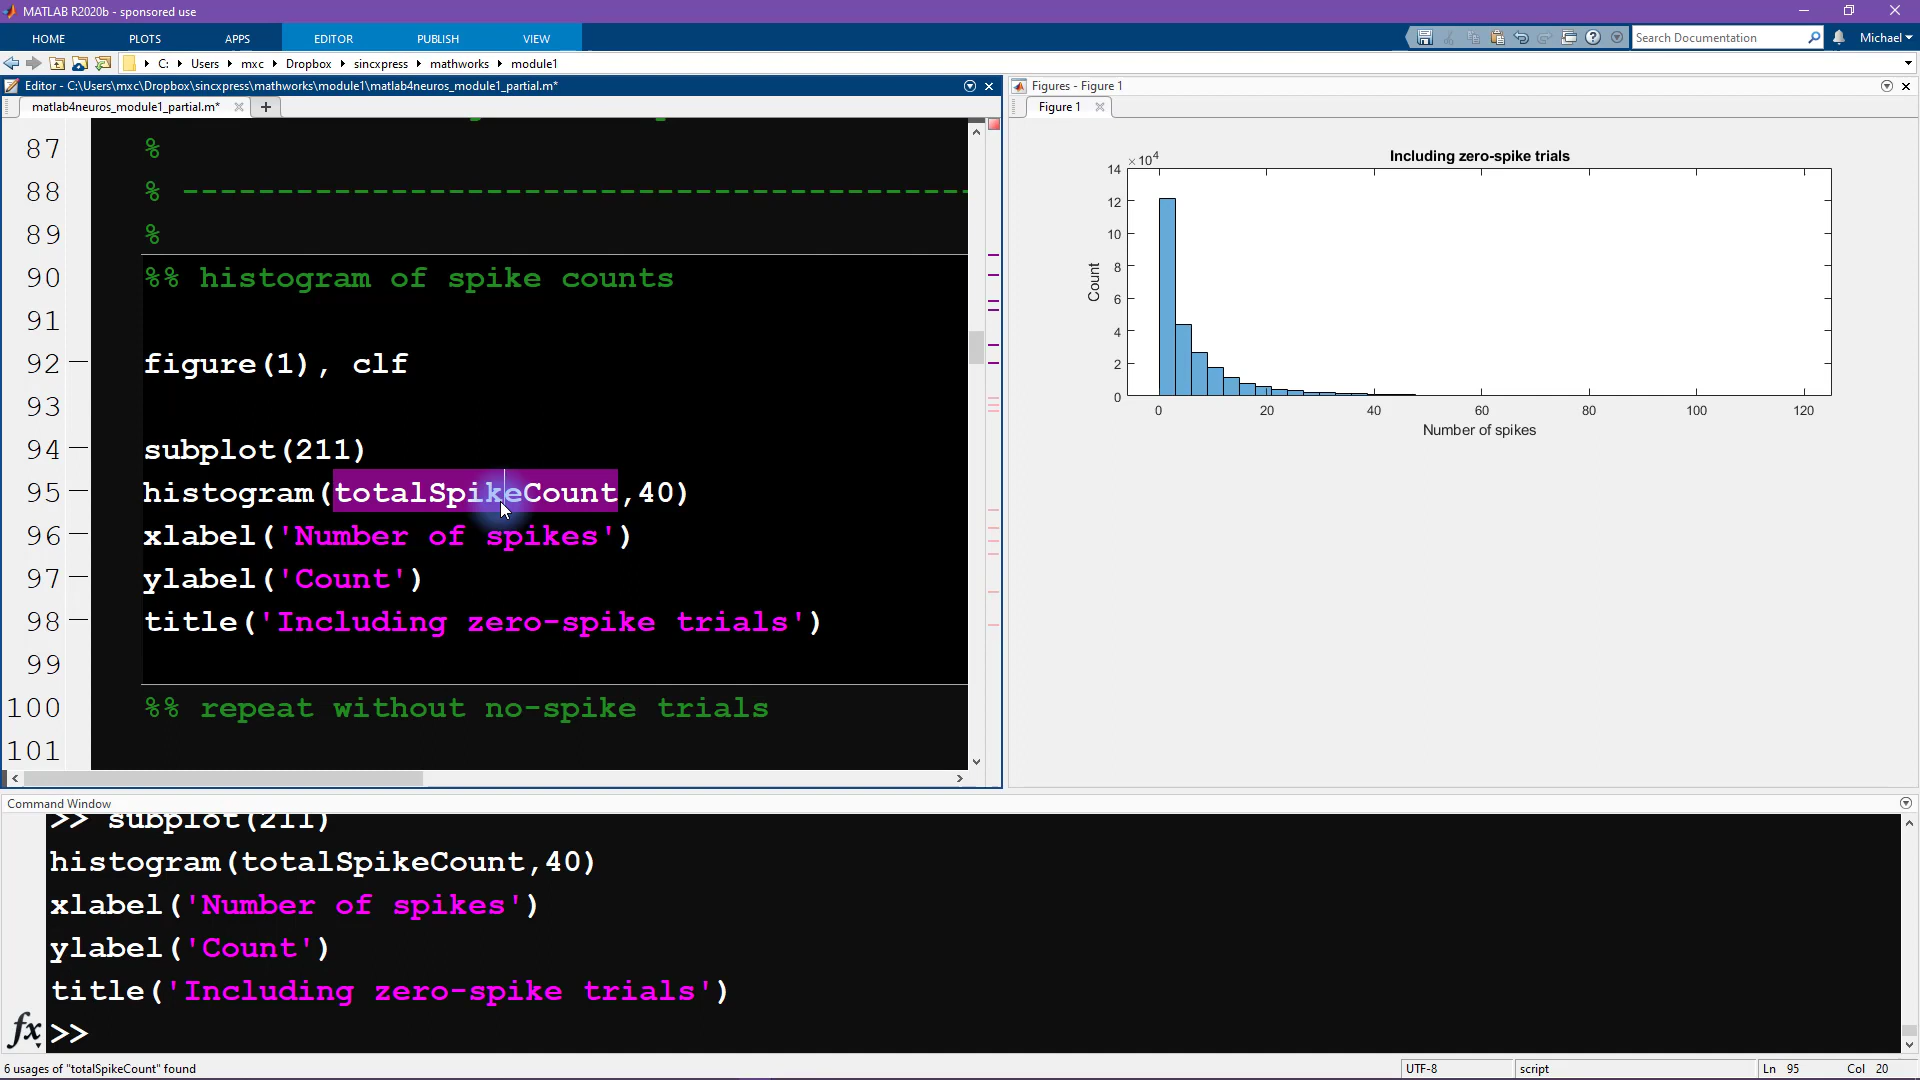 MATLAB R2020b - sponsored use
HOME PLOTS APPS EDITOR PUBLISH VIEW Search Documentation Michael
C: Users mxc Dropbox sincxpress mathworks module1
Editor - C:\Users\mxc\Dropbox\sincxpress\mathworks\module1\matlab4neuros_module1_partial.m*
matlab4neuros_module1_partial.m* +
87 %
88 % ------------------------------------------
89 %
90 %% histogram of spike counts
91
92 figure(1), clf
93
94 subplot(211)
95 histogram(totalSpikeCount,40)
96 xlabel('Number of spikes')
97 ylabel('Count')
98 title('Including zero-spike trials')
99
100 %% repeat without no-spike trials
101
Figures - Figure 1
Figure 1
Including zero-spike trials
×10^4
14
12
10
8
6
4
2
0
Count
0 20 40 60 80 100 120
Number of spikes
Command Window
>> subplot(211)
histogram(totalSpikeCount,40)
xlabel('Number of spikes')
ylabel('Count')
title('Including zero-spike trials')
fx >>
6 usages of "totalSpikeCount" found UTF-8 script Ln 95 Col 20